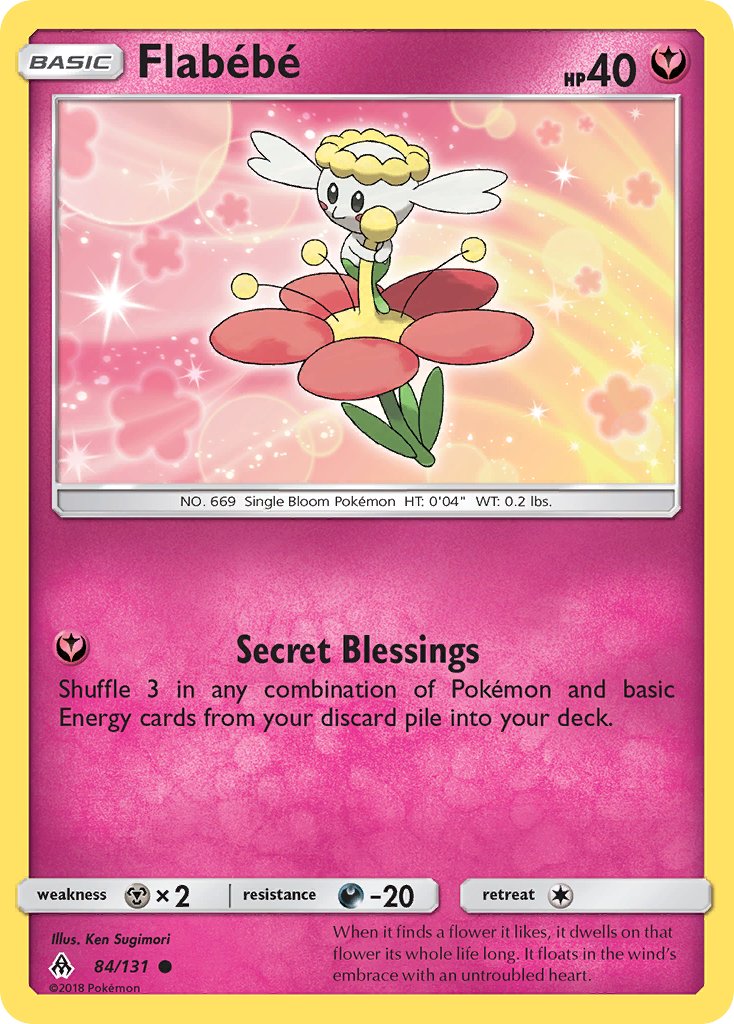 BASIC Flabébé HP40
NO. 669 Single Bloom Pokémon HT: 0'04" WT: 0.2 lbs.
Secret Blessings
Shuffle 3 in any combination of Pokémon and basic
Energy cards from your discard pile into your deck.
weakness ×2 resistance -20 retreat
Illus. Ken Sugimori
84/131
©2018 Pokémon
When it finds a flower it likes, it dwells on that
flower its whole life long. It floats in the wind's
embrace with an untroubled heart.